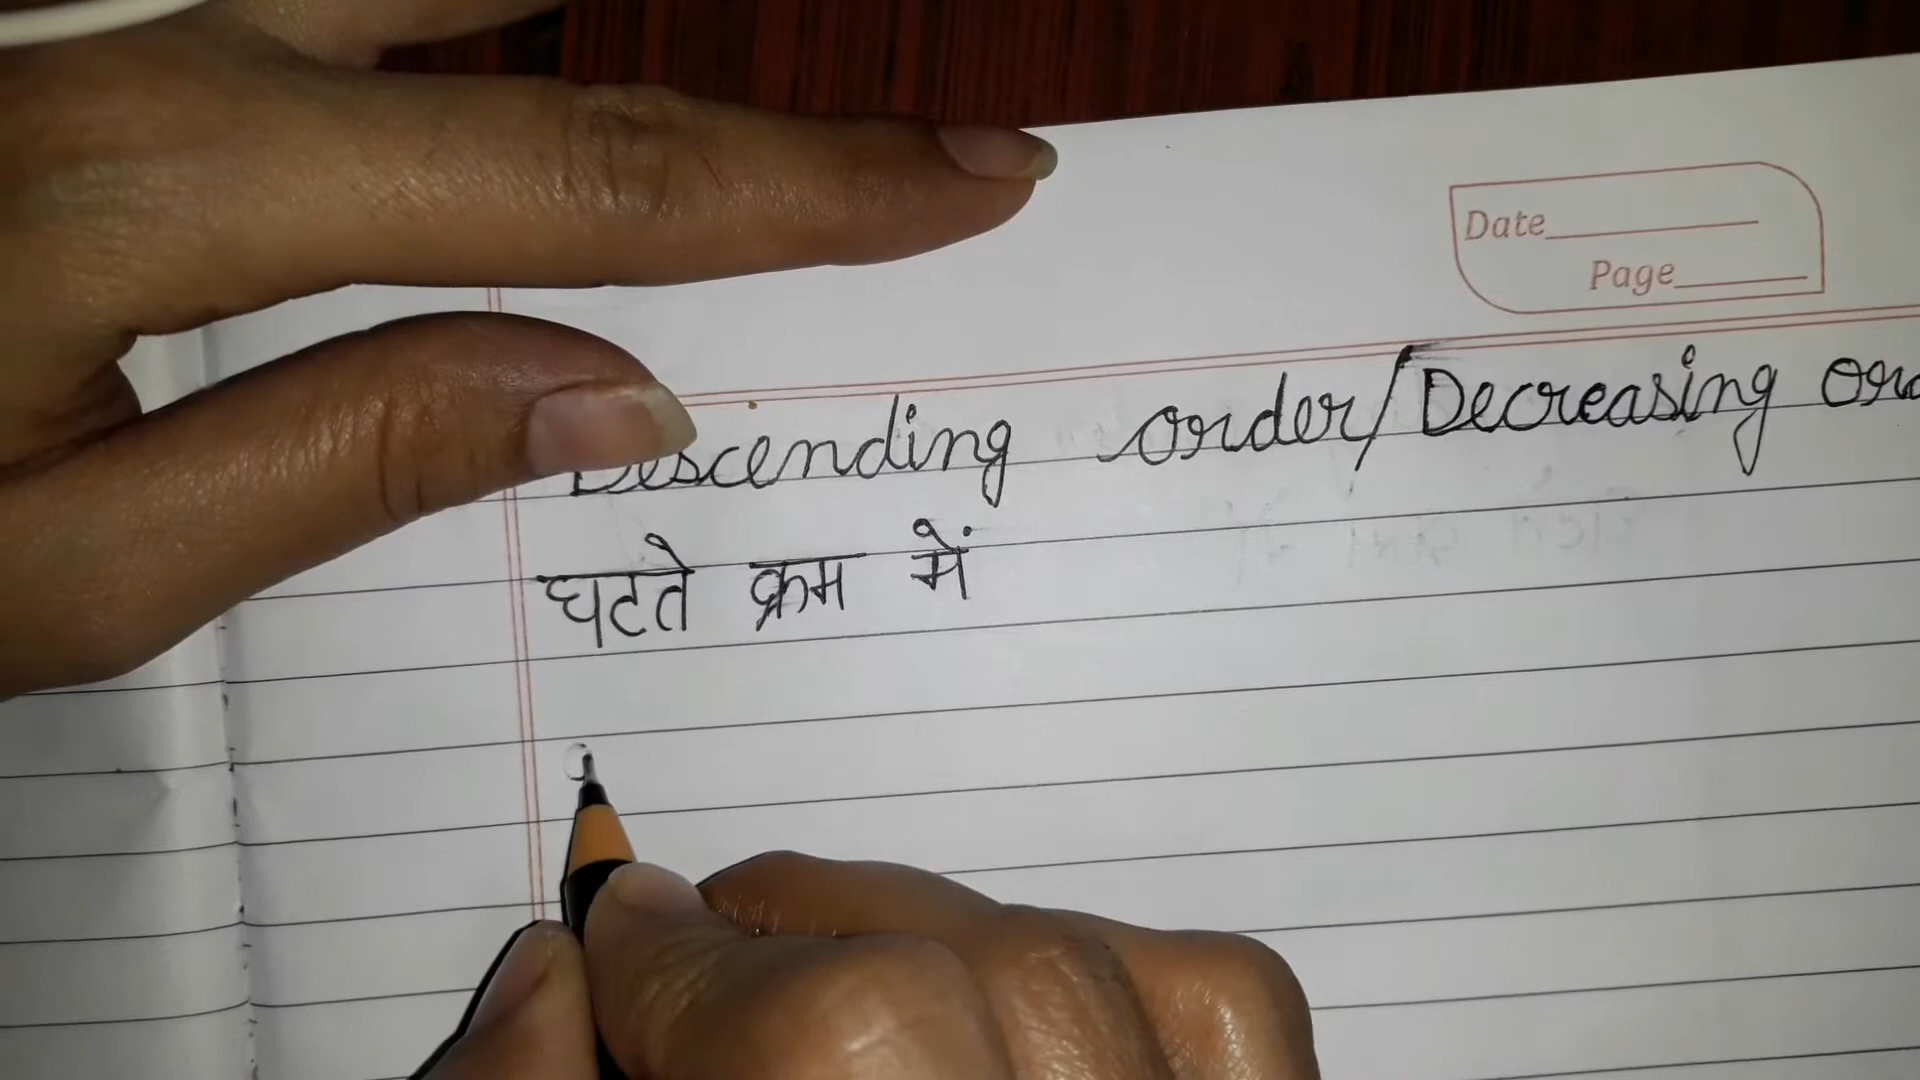 Date
Page
Descending order/Decreasing
घटते क्रम में